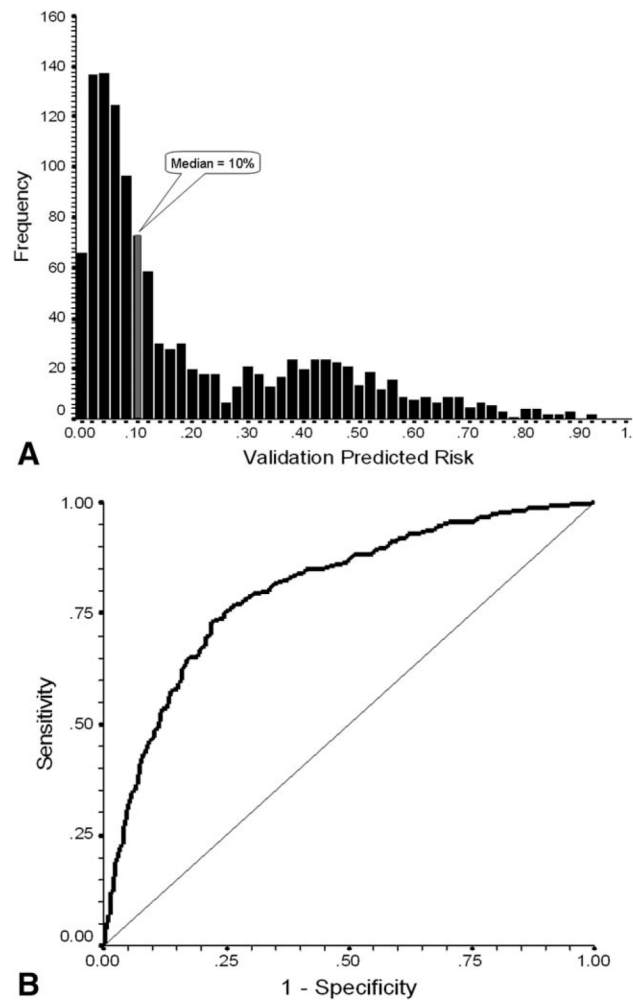 160
140
120
100
80
60
40
20
0
Frequency
Median = 10%
0.00 .10 .20 .30 .40 .50 .60 .70 .80 .90 1.
Validation Predicted Risk
A
1.00
.75
.50
.25
0.00
Sensitivity
0.00 .25 .50 .75 1.00
1 - Specificity
B